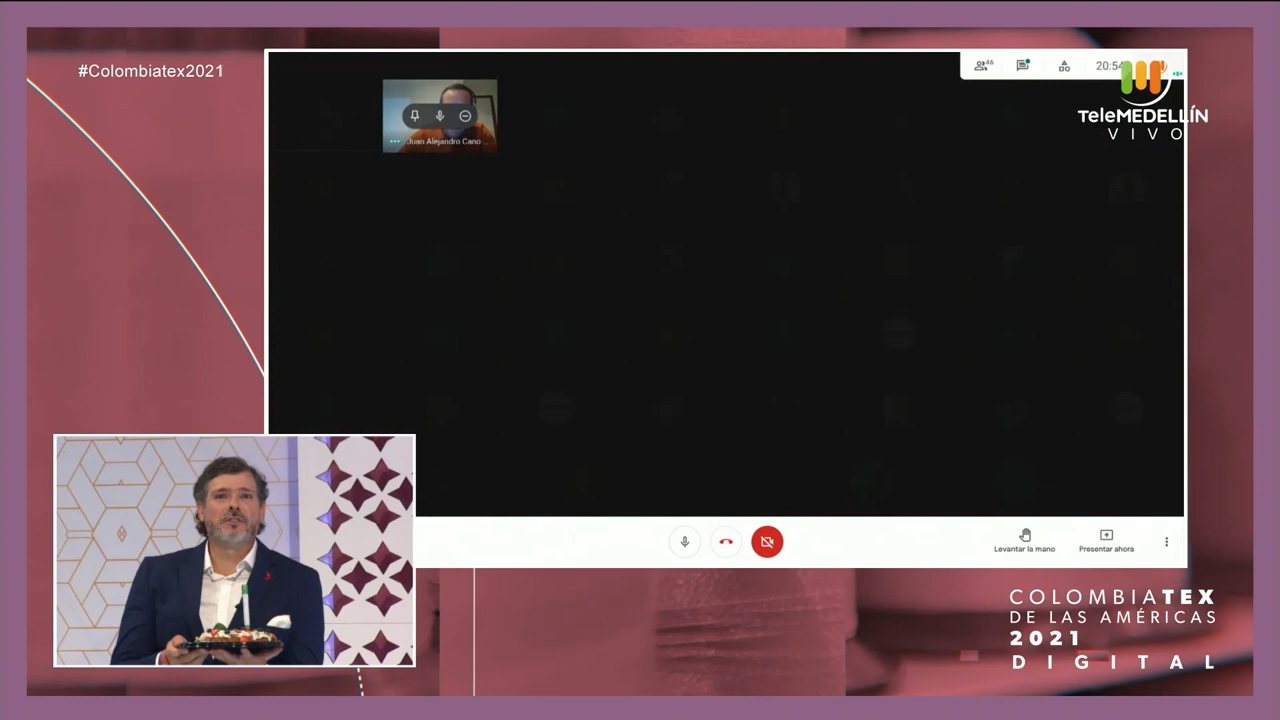 #Colombiatex2021
46
20:54
TeleMEDELLÍN
VIVO
Juan Alejandro Cano ...
Levantar la mano
Presentar ahora
COLOMBIATEX
DE LAS AMÉRICAS
2021
DIGITAL